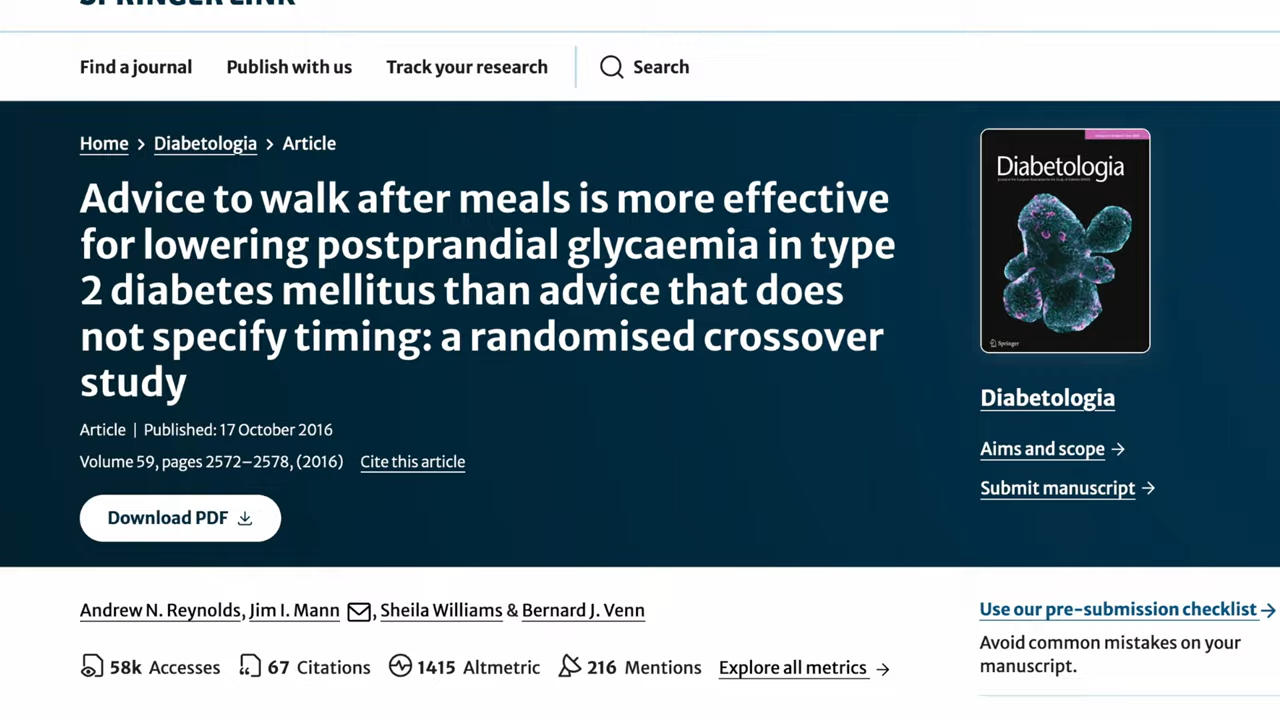 SPRINGER LINK
Find a journal Publish with us Track your research Search
Home > Diabetologia > Article
Advice to walk after meals is more effective
for lowering postprandial glycaemia in type
2 diabetes mellitus than advice that does
not specify timing: a randomised crossover
study
Article | Published: 17 October 2016
Volume 59, pages 2572–2578, (2016) Cite this article
Download PDF
Diabetologia
Springer
Diabetologia
Aims and scope →
Submit manuscript →
Andrew N. Reynolds, Jim I. Mann, Sheila Williams & Bernard J. Venn
58k Accesses 67 Citations 1415 Altmetric 216 Mentions Explore all metrics →
Use our pre-submission checklist →
Avoid common mistakes on your
manuscript.